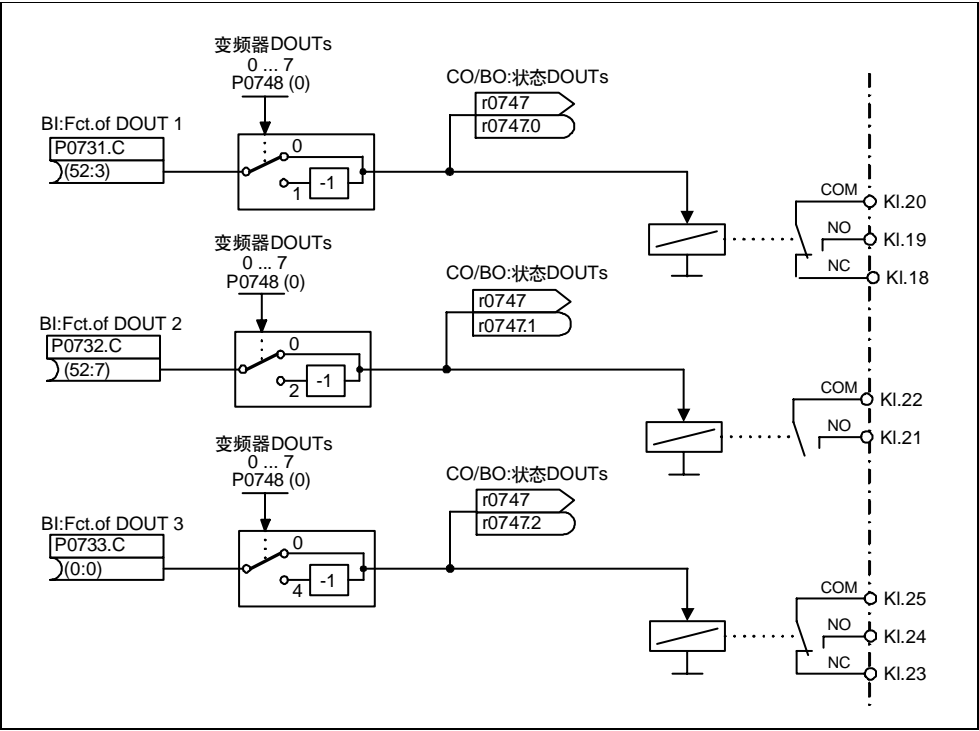 变频器DOUTs
0 ... 7
P0748 (0)
CO/BO:状态DOUTs
r0747
r0747.0
BI:Fct.of DOUT 1
P0731.C
(52:3)
0
1
-1
COM
Kl.20
NO
Kl.19
NC
Kl.18
变频器DOUTs
0 ... 7
P0748 (0)
CO/BO:状态DOUTs
r0747
r0747.1
BI:Fct.of DOUT 2
P0732.C
(52:7)
0
2
-1
COM
Kl.22
NO
Kl.21
变频器DOUTs
0 ... 7
P0748 (0)
CO/BO:状态DOUTs
r0747
r0747.2
BI:Fct.of DOUT 3
P0733.C
(0:0)
0
4
-1
COM
Kl.25
NO
Kl.24
NC
Kl.23